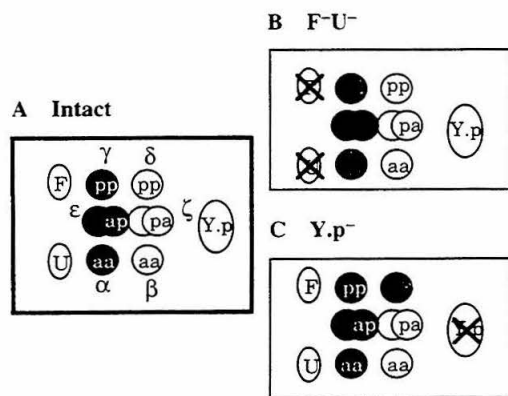 A Intact
γ δ
F pp pp
ε ap pa ζ Y.p
U aa aa
α β
B F⁻U⁻
pp
pa Y.p
aa
C Y.p⁻
F pp
ap pa
U aa aa